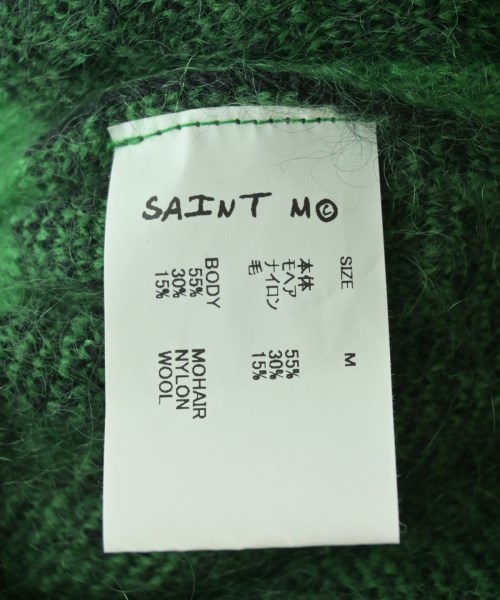 SAINT M©
SIZE M
本体
モヘア 55%
ナイロン 30%
毛 15%
BODY
55% MOHAIR
30% NYLON
15% WOOL